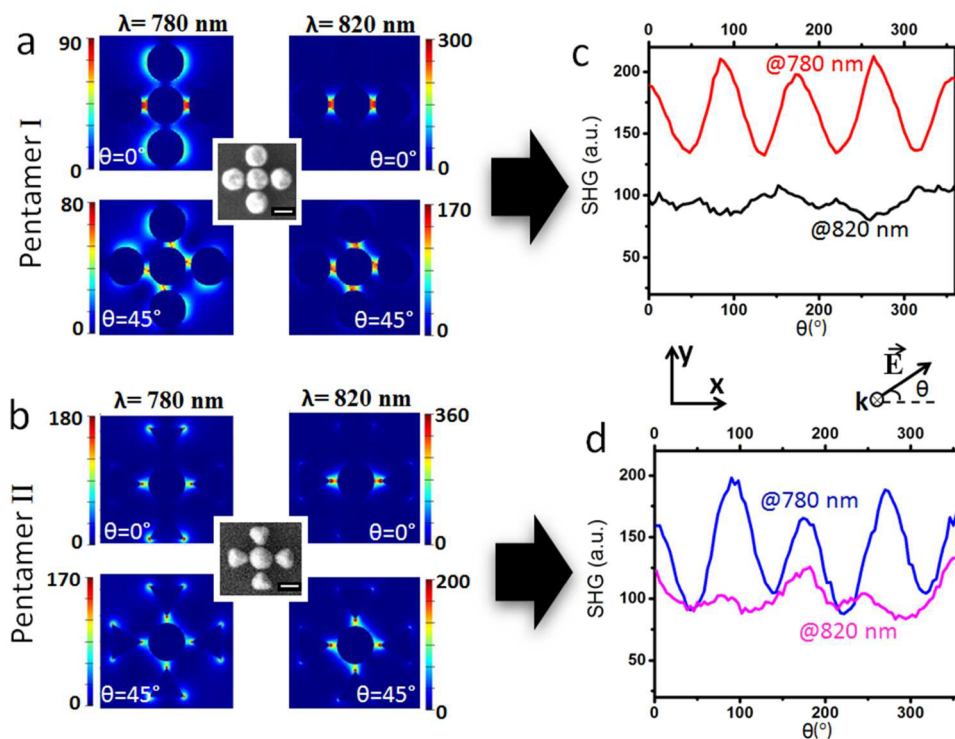 a
λ= 780 nm
λ= 820 nm
Pentamer I
90
0
θ=0°
300
0
θ=0°
80
0
θ=45°
170
0
θ=45°
c
0 100 200 300
SHG (a.u.)
200
150
100
50
@780 nm
@820 nm
0 100 200 300
θ(°)
y
x
E
k
θ
b
λ= 780 nm
λ= 820 nm
Pentamer II
180
0
θ=0°
360
0
θ=0°
170
0
θ=45°
200
0
θ=45°
d
0 100 200 300
SHG (a.u.)
200
150
100
50
@780 nm
@820 nm
0 100 200 300
θ(°)